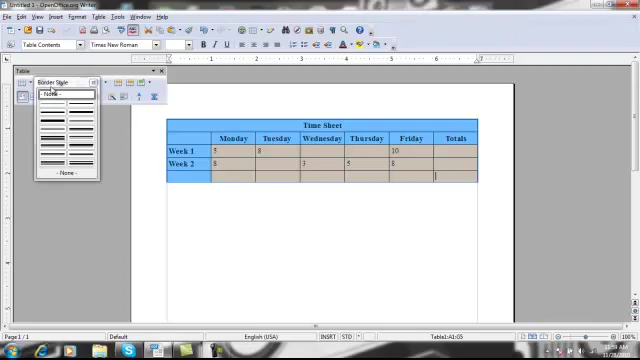 Untitled 1 - OpenOffice.org Writer
File Edit View Insert Format Table Tools Window Help
Table Contents Times New Roman
Table
Border Style
- None -
- None -
Time Sheet
Monday Tuesday Wednesday Thursday Friday Totals
Week 1 5 8 10
Week 2 8 3 5 8
Page 1 / 1 Default English (USA) INSRT STD Table1:A1:G5 100%